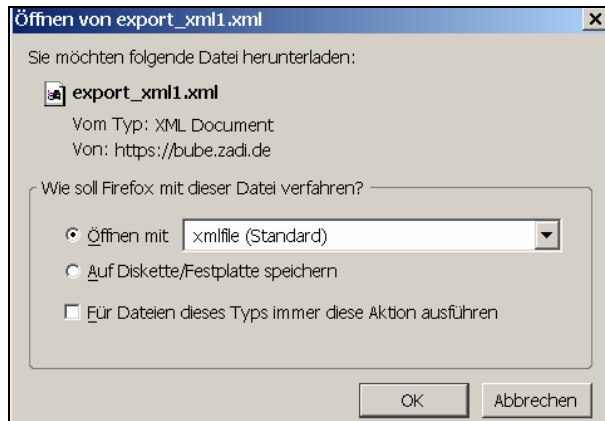 Öffnen von export_xml1.xml
Sie möchten folgende Datei herunterladen:
export_xml1.xml
Vom Typ: XML Document
Von: https://bube.zadi.de
Wie soll Firefox mit dieser Datei verfahren?
Öffnen mit xmlfile (Standard)
Auf Diskette/Festplatte speichern
Für Dateien dieses Typs immer diese Aktion ausführen
OK Abbrechen